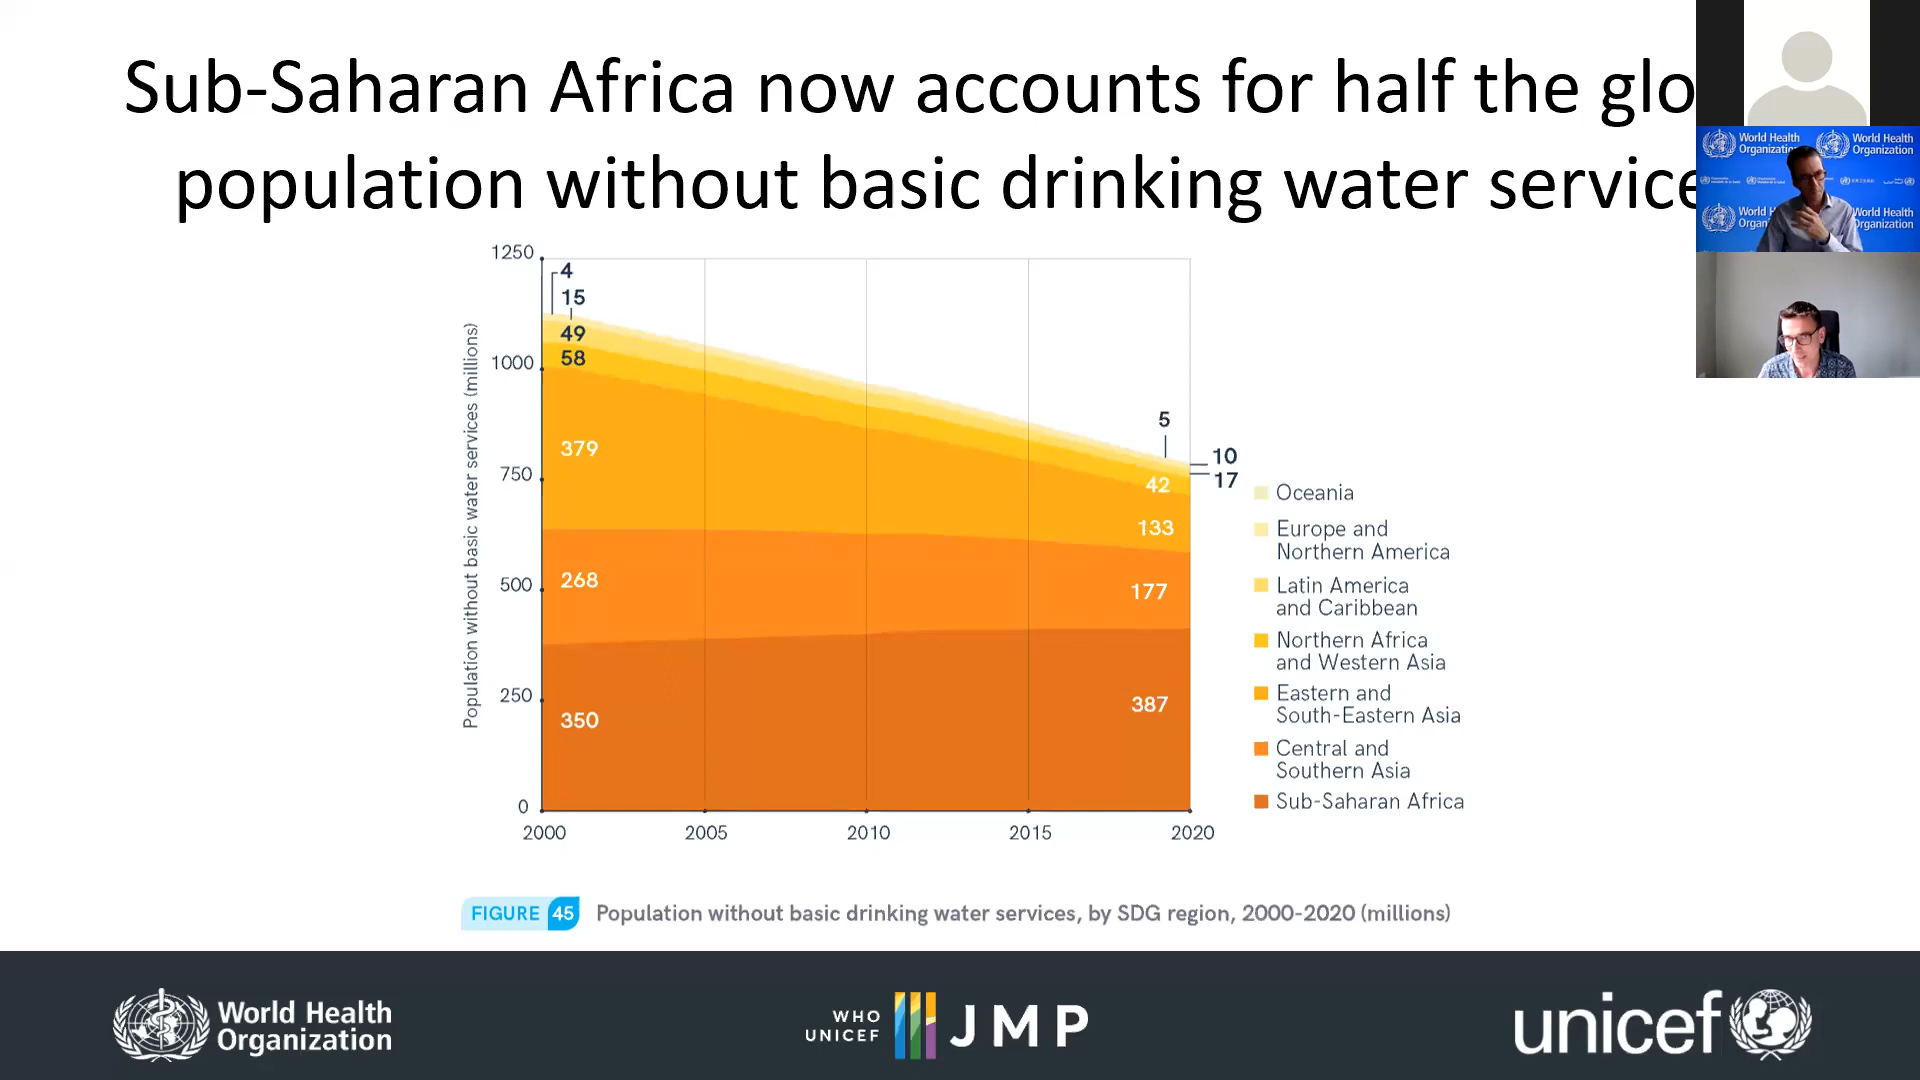 Sub-Saharan Africa now accounts for half the glo
population without basic drinking water service
Population without basic water services (millions)
1250
1000
750
500
250
0
4
15
49
58
379
268
350
5
10
17
42
133
177
387
2000 2005 2010 2015 2020
Oceania
Europe and
Northern America
Latin America
and Caribbean
Northern Africa
and Western Asia
Eastern and
South-Eastern Asia
Central and
Southern Asia
Sub-Saharan Africa
FIGURE 45 Population without basic drinking water services, by SDG region, 2000-2020 (millions)
World Health
Organization
WHO
UNICEF
JMP
unicef
World Health
Organization
World Health
Organization
World Health
Organization